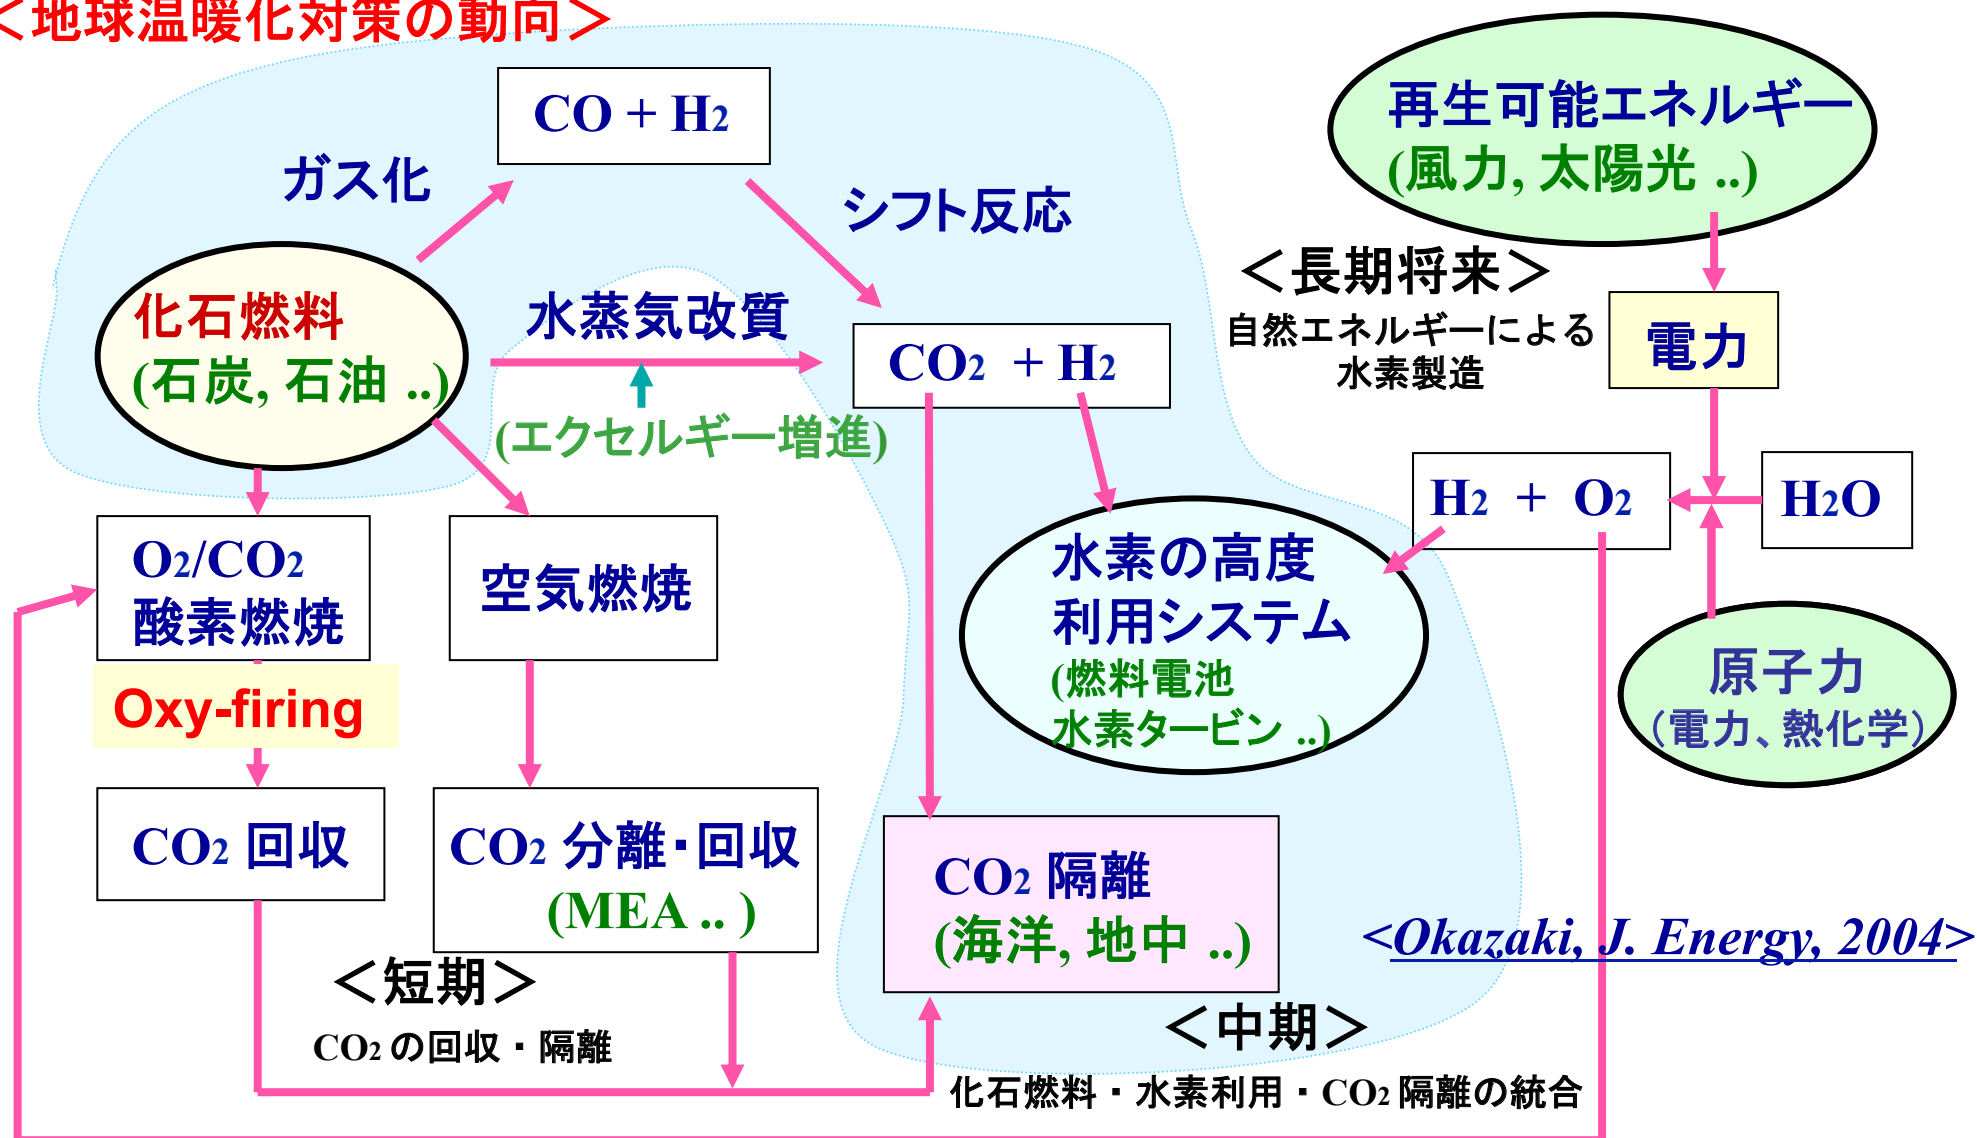 ＜地球温暖化対策の動向＞
CO + H2
ガス化
シフト反応
再生可能エネルギー
(風力, 太陽光 ..)
＜長期将来＞
自然エネルギーによる
水素製造
電力
化石燃料
(石炭, 石油 ..)
水蒸気改質
(エクセルギー増進)
CO2 + H2
H2 + O2
H2O
O2/CO2
酸素燃焼
Oxy-firing
空気燃焼
水素の高度
利用システム
(燃料電池
水素タービン ..)
原子力
（電力、熱化学）
CO2 回収
CO2 分離・回収
(MEA .. )
CO2 隔離
(海洋, 地中 ..)
<Okazaki, J. Energy, 2004>
＜短期＞
CO2 の回収・隔離
＜中期＞
化石燃料・水素利用・CO2 隔離の統合